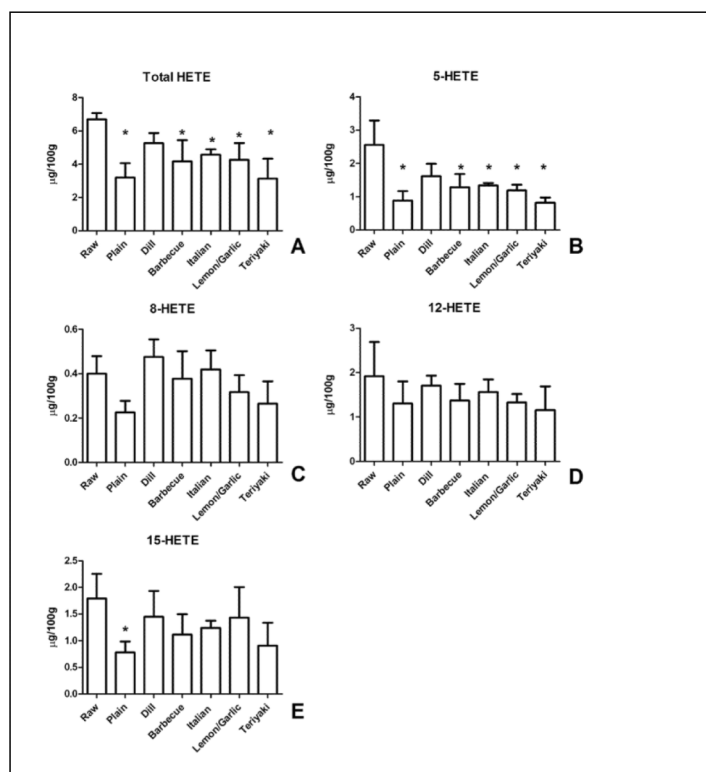 Total HETE
8
6
4
2
0
μg/100g
* * * * *
Raw
Plain
Dill
Barbecue
Italian
Lemon/Garlic
Teriyaki
A
5-HETE
4
3
2
1
0
μg/100g
* * * * *
Raw
Plain
Dill
Barbecue
Italian
Lemon/Garlic
Teriyaki
B
8-HETE
0.6
0.4
0.2
0.0
μg/100g
Raw
Plain
Dill
Barbecue
Italian
Lemon/Garlic
Teriyaki
C
12-HETE
3
2
1
0
μg/100g
Raw
Plain
Dill
Barbecue
Italian
Lemon/Garlic
Teriyaki
D
15-HETE
2.5
2.0
1.5
1.0
0.5
0.0
μg/100g
*
Raw
Plain
Dill
Barbecue
Italian
Lemon/Garlic
Teriyaki
E